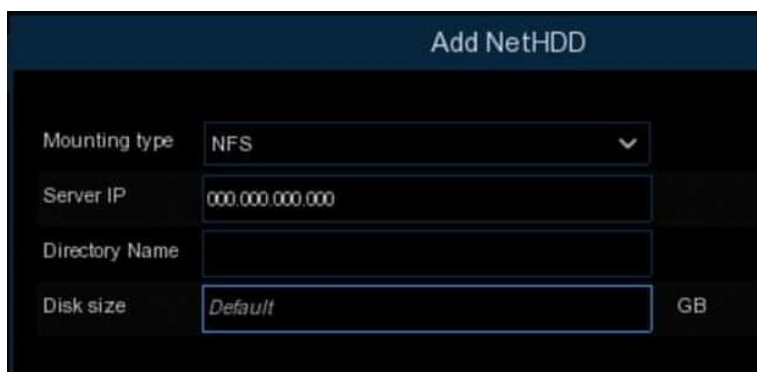 Add NetHDD
Mounting type NFS
Server IP 000.000.000.000
Directory Name
Disk size Default GB